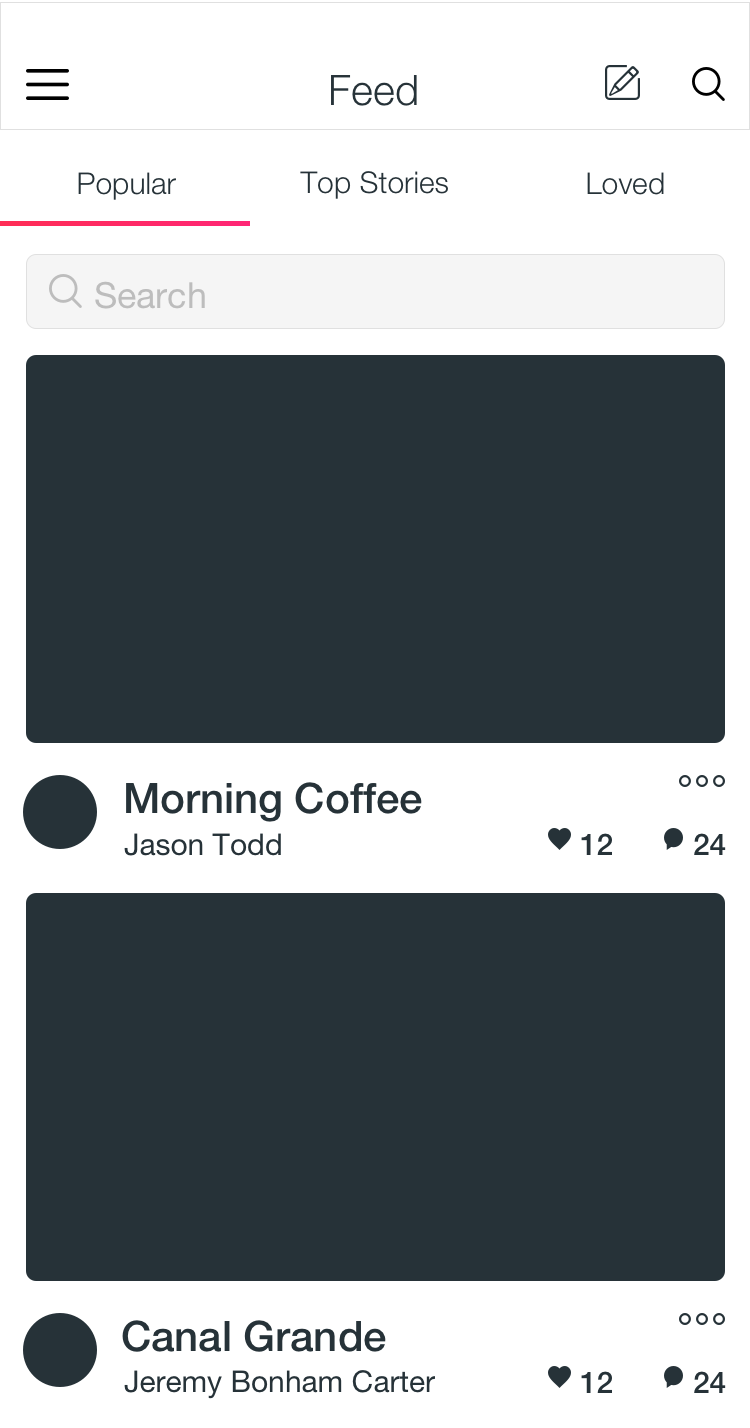 Feed
Popular
Top Stories
Loved
Search
Morning Coffee
Jason Todd
12
24
Canal Grande
Jeremy Bonham Carter
12
24